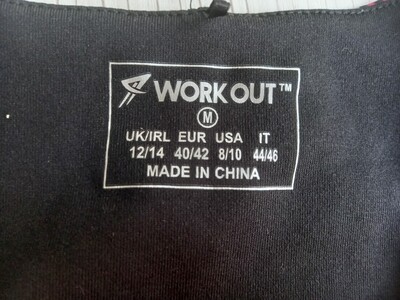 WORK OUT™
M
UK/IRL EUR USA IT
12/14 40/42 8/10 44/46
MADE IN CHINA